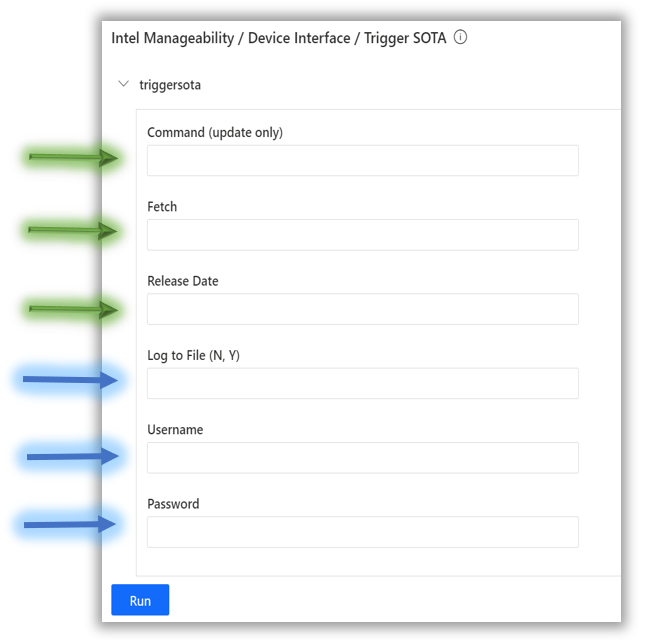 Intel Manageability / Device Interface / Trigger SOTA
triggersota
Command (update only)
Fetch
Release Date
Log to File (N, Y)
Username
Password
Run